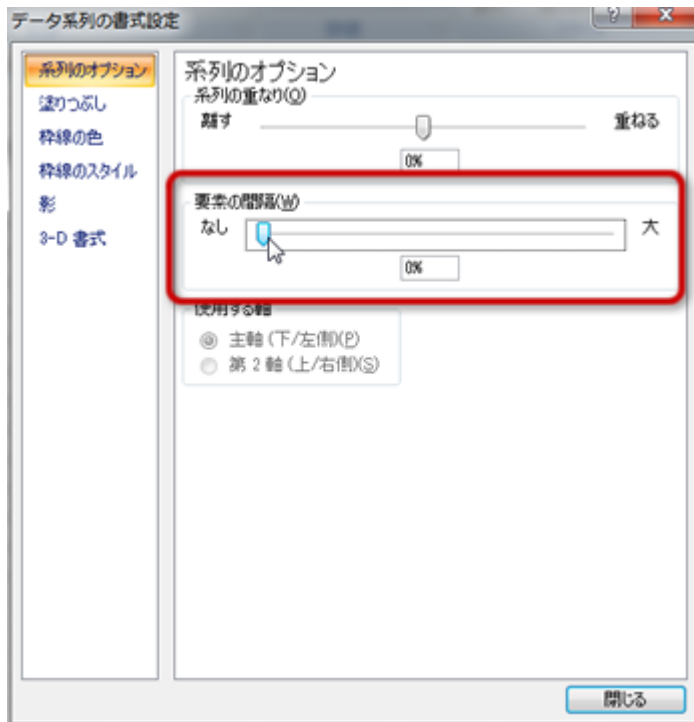 データ系列の書式設定
?
系列のオプション
塗りつぶし
枠線の色
枠線のスタイル
影
3-D 書式
系列のオプション
系列の重なり(O)
離す
重ねる
0%
要素の間隔(W)
なし
大
0%
使用する軸
主軸 (下/左側)(P)
第 2 軸 (上/右側)(S)
閉じる